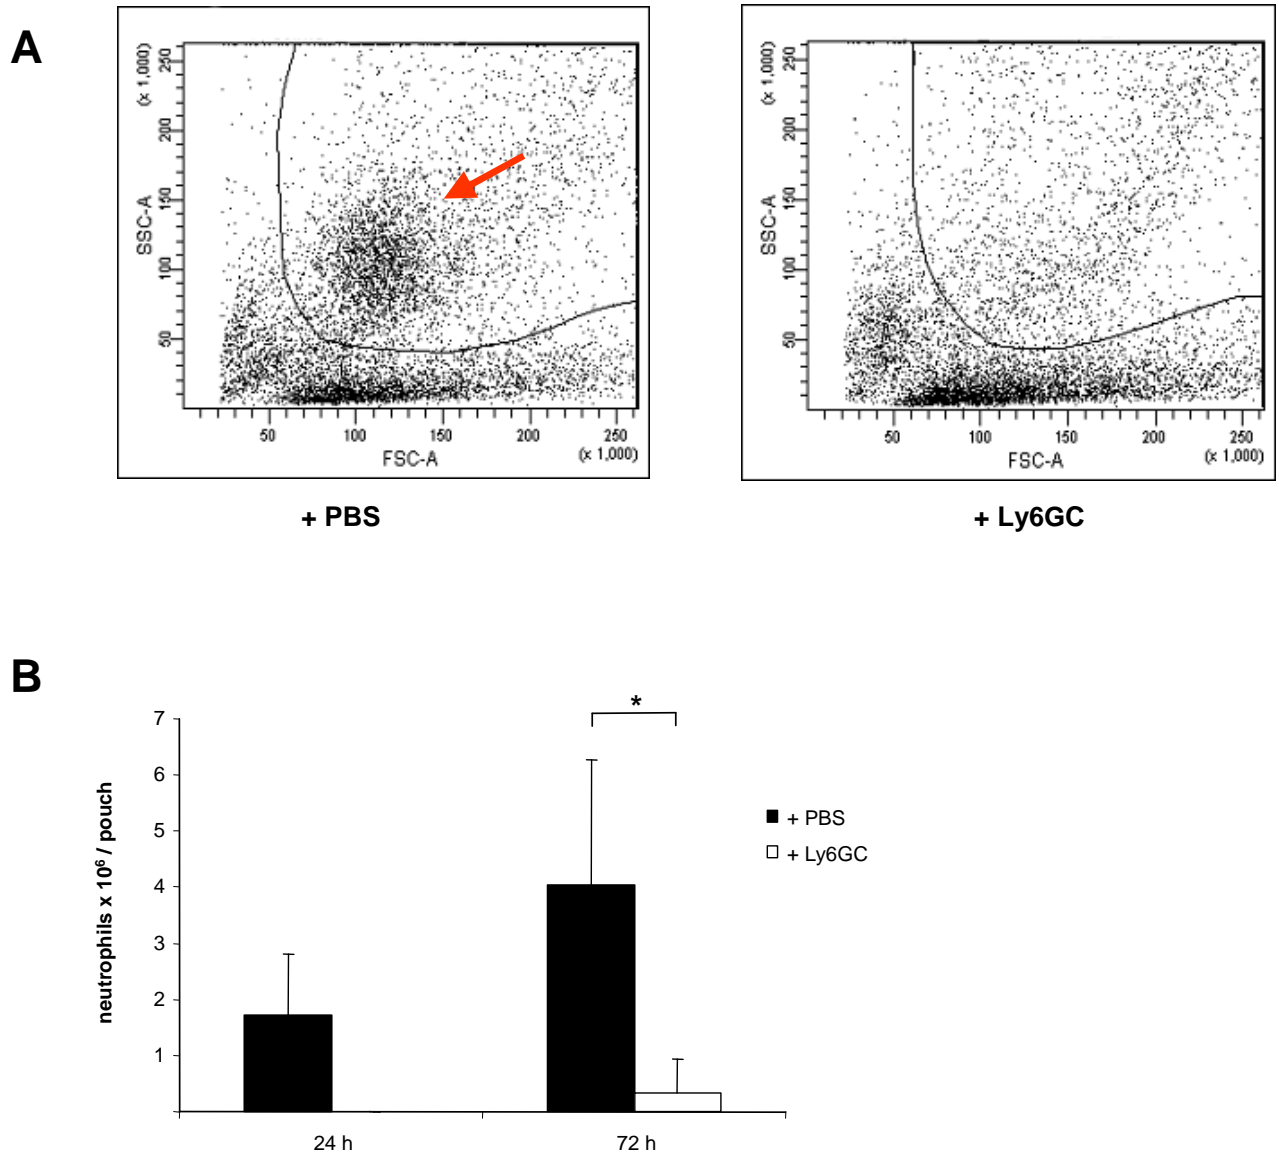 A
(x 1,000)
250
200
150
100
50
SSC-A
50 100 150 200 250
FSC-A
(x 1,000)
+ PBS
(x 1,000)
250
200
150
100
50
SSC-A
50 100 150 200 250
FSC-A
(x 1,000)
+ Ly6GC
B
neutrophils x 10⁶ / pouch
7
6
5
4
3
2
1
*
24 h 72 h
+ PBS
+ Ly6GC